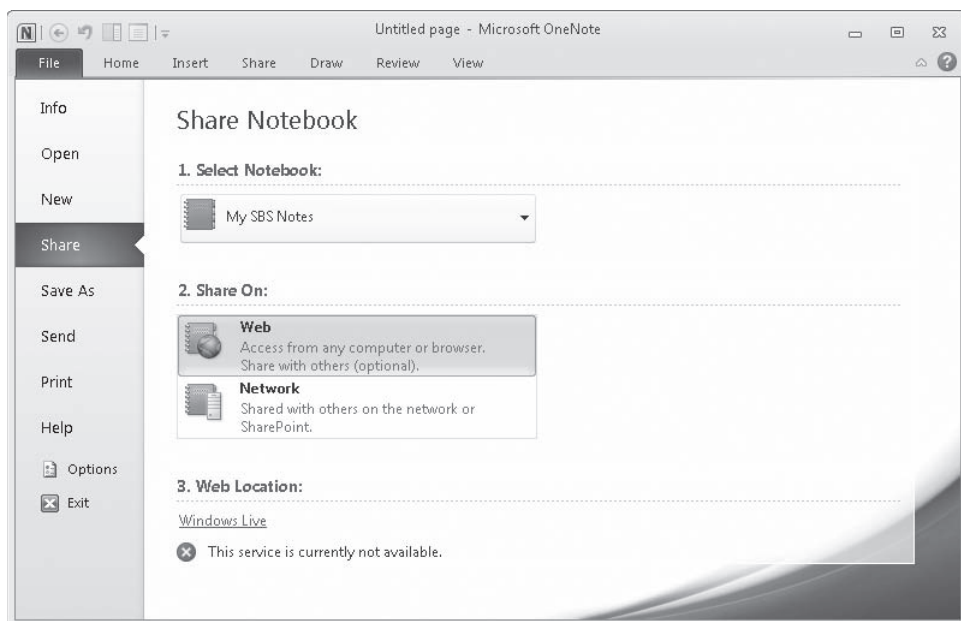 Untitled page - Microsoft OneNote
File Home Insert Share Draw Review View
Info
Open
New
Share
Save As
Send
Print
Help
Options
Exit
Share Notebook
1. Select Notebook:
My SBS Notes
2. Share On:
Web
Access from any computer or browser.
Share with others (optional).
Network
Shared with others on the network or
SharePoint.
3. Web Location:
Windows Live
This service is currently not available.